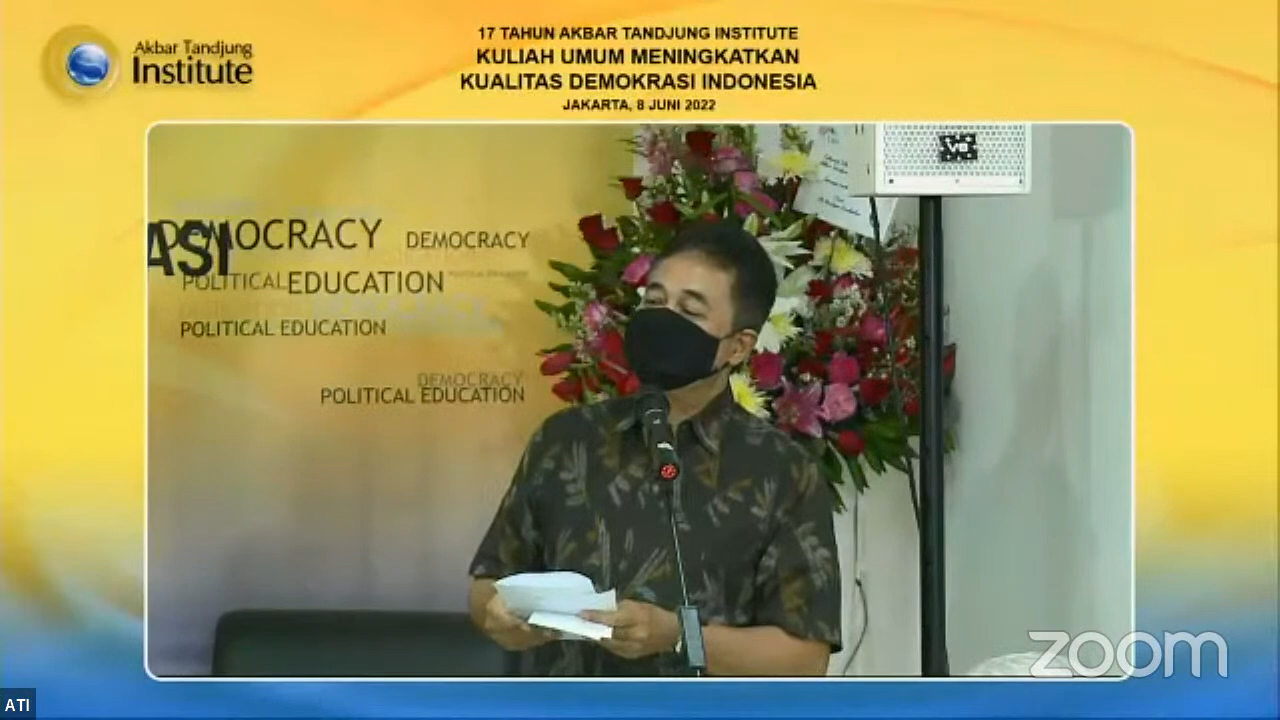 Akbar Tandjung
Institute
17 TAHUN AKBAR TANDJUNG INSTITUTE
KULIAH UMUM MENINGKATKAN
KUALITAS DEMOKRASI INDONESIA
JAKARTA, 8 JUNI 2022
ASI
DEMOCRACY
DEMOCRACY
POLITICAL EDUCATION
POLITICAL EDUCATION
DEMOCRACY
POLITICAL EDUCATION
zoom
ATI